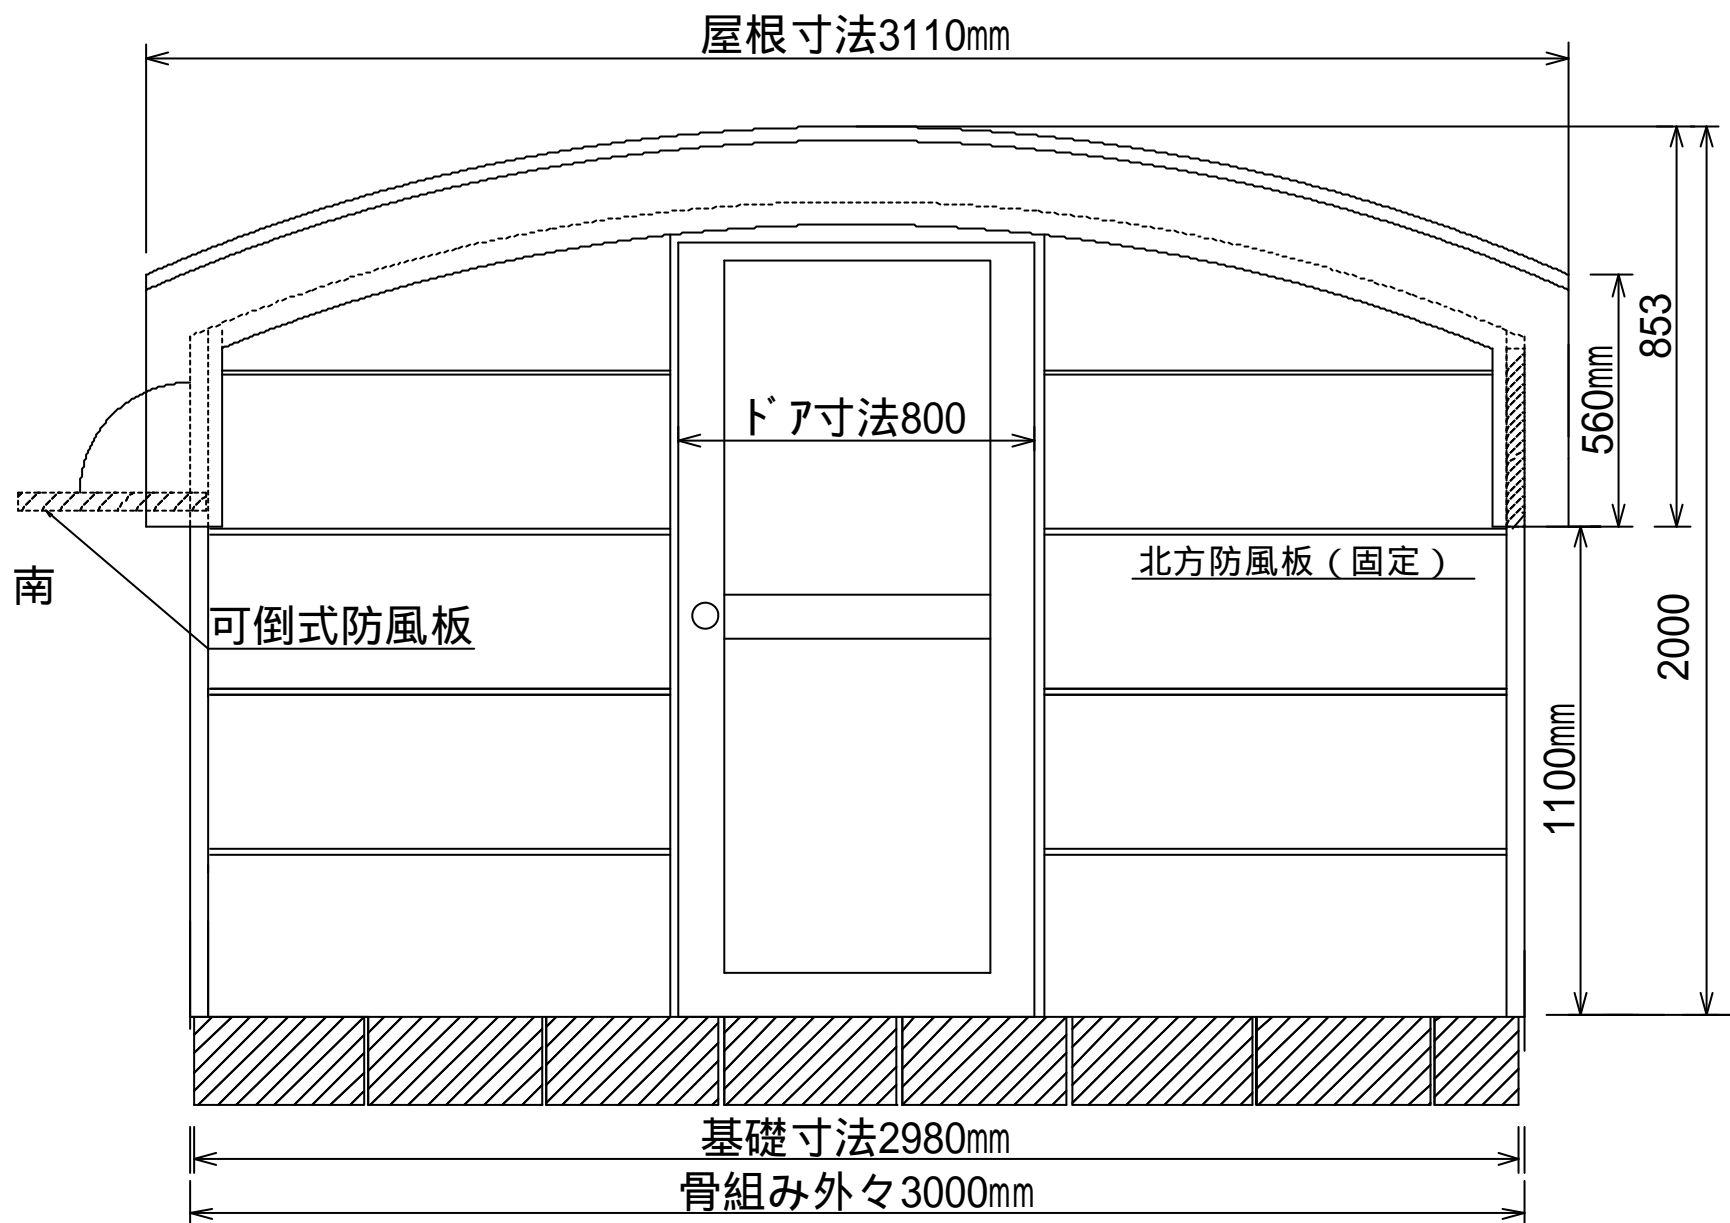 屋根寸法3110㎜
853
560㎜
ﾄﾞｱ寸法800
北方防風板（固定）
南
可倒式防風板
2000
1100㎜
基礎寸法2980㎜
骨組み外々3000㎜